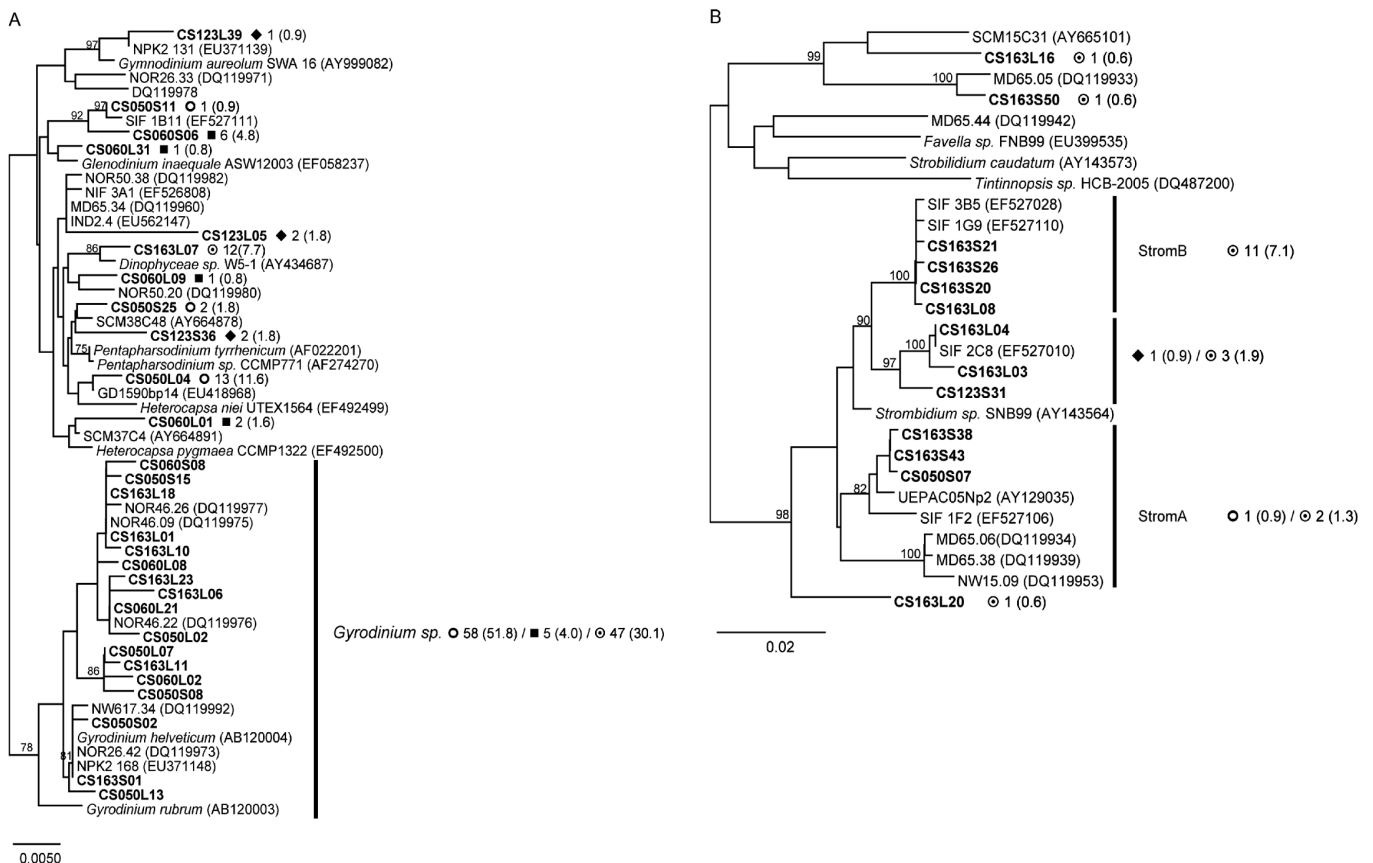 A
CS123L39 ◆ 1 (0.9)
97
NPK2 131 (EU371139)
Gymnodinium aureolum SWA 16 (AY999082)
NOR26.33 (DQ119971)
DQ119978
97
CS050S11 1 (0.9)
92
SIF 1B11 (EF527111)
CS060S06 ■ 6 (4.8)
CS060L31 ■ 1 (0.8)
Glenodinium inaequale ASW12003 (EF058237)
NOR50.38 (DQ119982)
NIF 3A1 (EF526808)
MD65.34 (DQ119960)
IND2.4 (EU562147)
CS123L05 ◆ 2 (1.8)
86
CS163L07 ⊙ 12(7.7)
Dinophyceae sp. W5-1 (AY434687)
CS060L09 ■ 1 (0.8)
NOR50.20 (DQ119980)
CS050S25 2 (1.8)
SCM38C48 (AY664878)
CS123S36 ◆ 2 (1.8)
75
Pentapharsodinium tyrrhenicum (AF022201)
Pentapharsodinium sp. CCMP771 (AF274270)
CS050L04 13 (11.6)
GD1590bp14 (EU418968)
Heterocapsa niei UTEX1564 (EF492499)
CS060L01 ■ 2 (1.6)
SCM37C4 (AY664891)
Heterocapsa pygmaea CCMP1322 (EF492500)
CS060S08
CS050S15
CS163L18
NOR46.26 (DQ119977)
NOR46.09 (DQ119975)
CS163L01
CS163L10
CS060L08
CS163L23
CS163L06
CS060L21
NOR46.22 (DQ119976)
CS050L02
CS050L07
CS163L11
86
CS060L02
CS050S08
NW617.34 (DQ119992)
CS050S02
Gyrodinium helveticum (AB120004)
78
81
NOR26.42 (DQ119973)
NPK2 168 (EU371148)
CS163S01
CS050L13
Gyrodinium rubrum (AB120003)
Gyrodinium sp. 58 (51.8) / ■ 5 (4.0) / ⊙ 47 (30.1)
0.0050
B
SCM15C31 (AY665101)
99
CS163L16 ⊙ 1 (0.6)
100
MD65.05 (DQ119933)
CS163S50 ⊙ 1 (0.6)
MD65.44 (DQ119942)
Favella sp. FNB99 (EU399535)
Strobilidium caudatum (AY143573)
Tintinnopsis sp. HCB-2005 (DQ487200)
SIF 3B5 (EF527028)
SIF 1G9 (EF527110)
CS163S21
StromB ⊙ 11 (7.1)
CS163S26
100
CS163S20
CS163L08
90
CS163L04
100
SIF 2C8 (EF527010)
◆ 1 (0.9) / ⊙ 3 (1.9)
97
CS163L03
CS123S31
Strombidium sp. SNB99 (AY143564)
CS163S38
CS163S43
CS050S07
82
UEPAC05Np2 (AY129035)
98
SIF 1F2 (EF527106)
StromA 1 (0.9) / ⊙ 2 (1.3)
MD65.06(DQ119934)
100
MD65.38 (DQ119939)
NW15.09 (DQ119953)
CS163L20 ⊙ 1 (0.6)
0.02